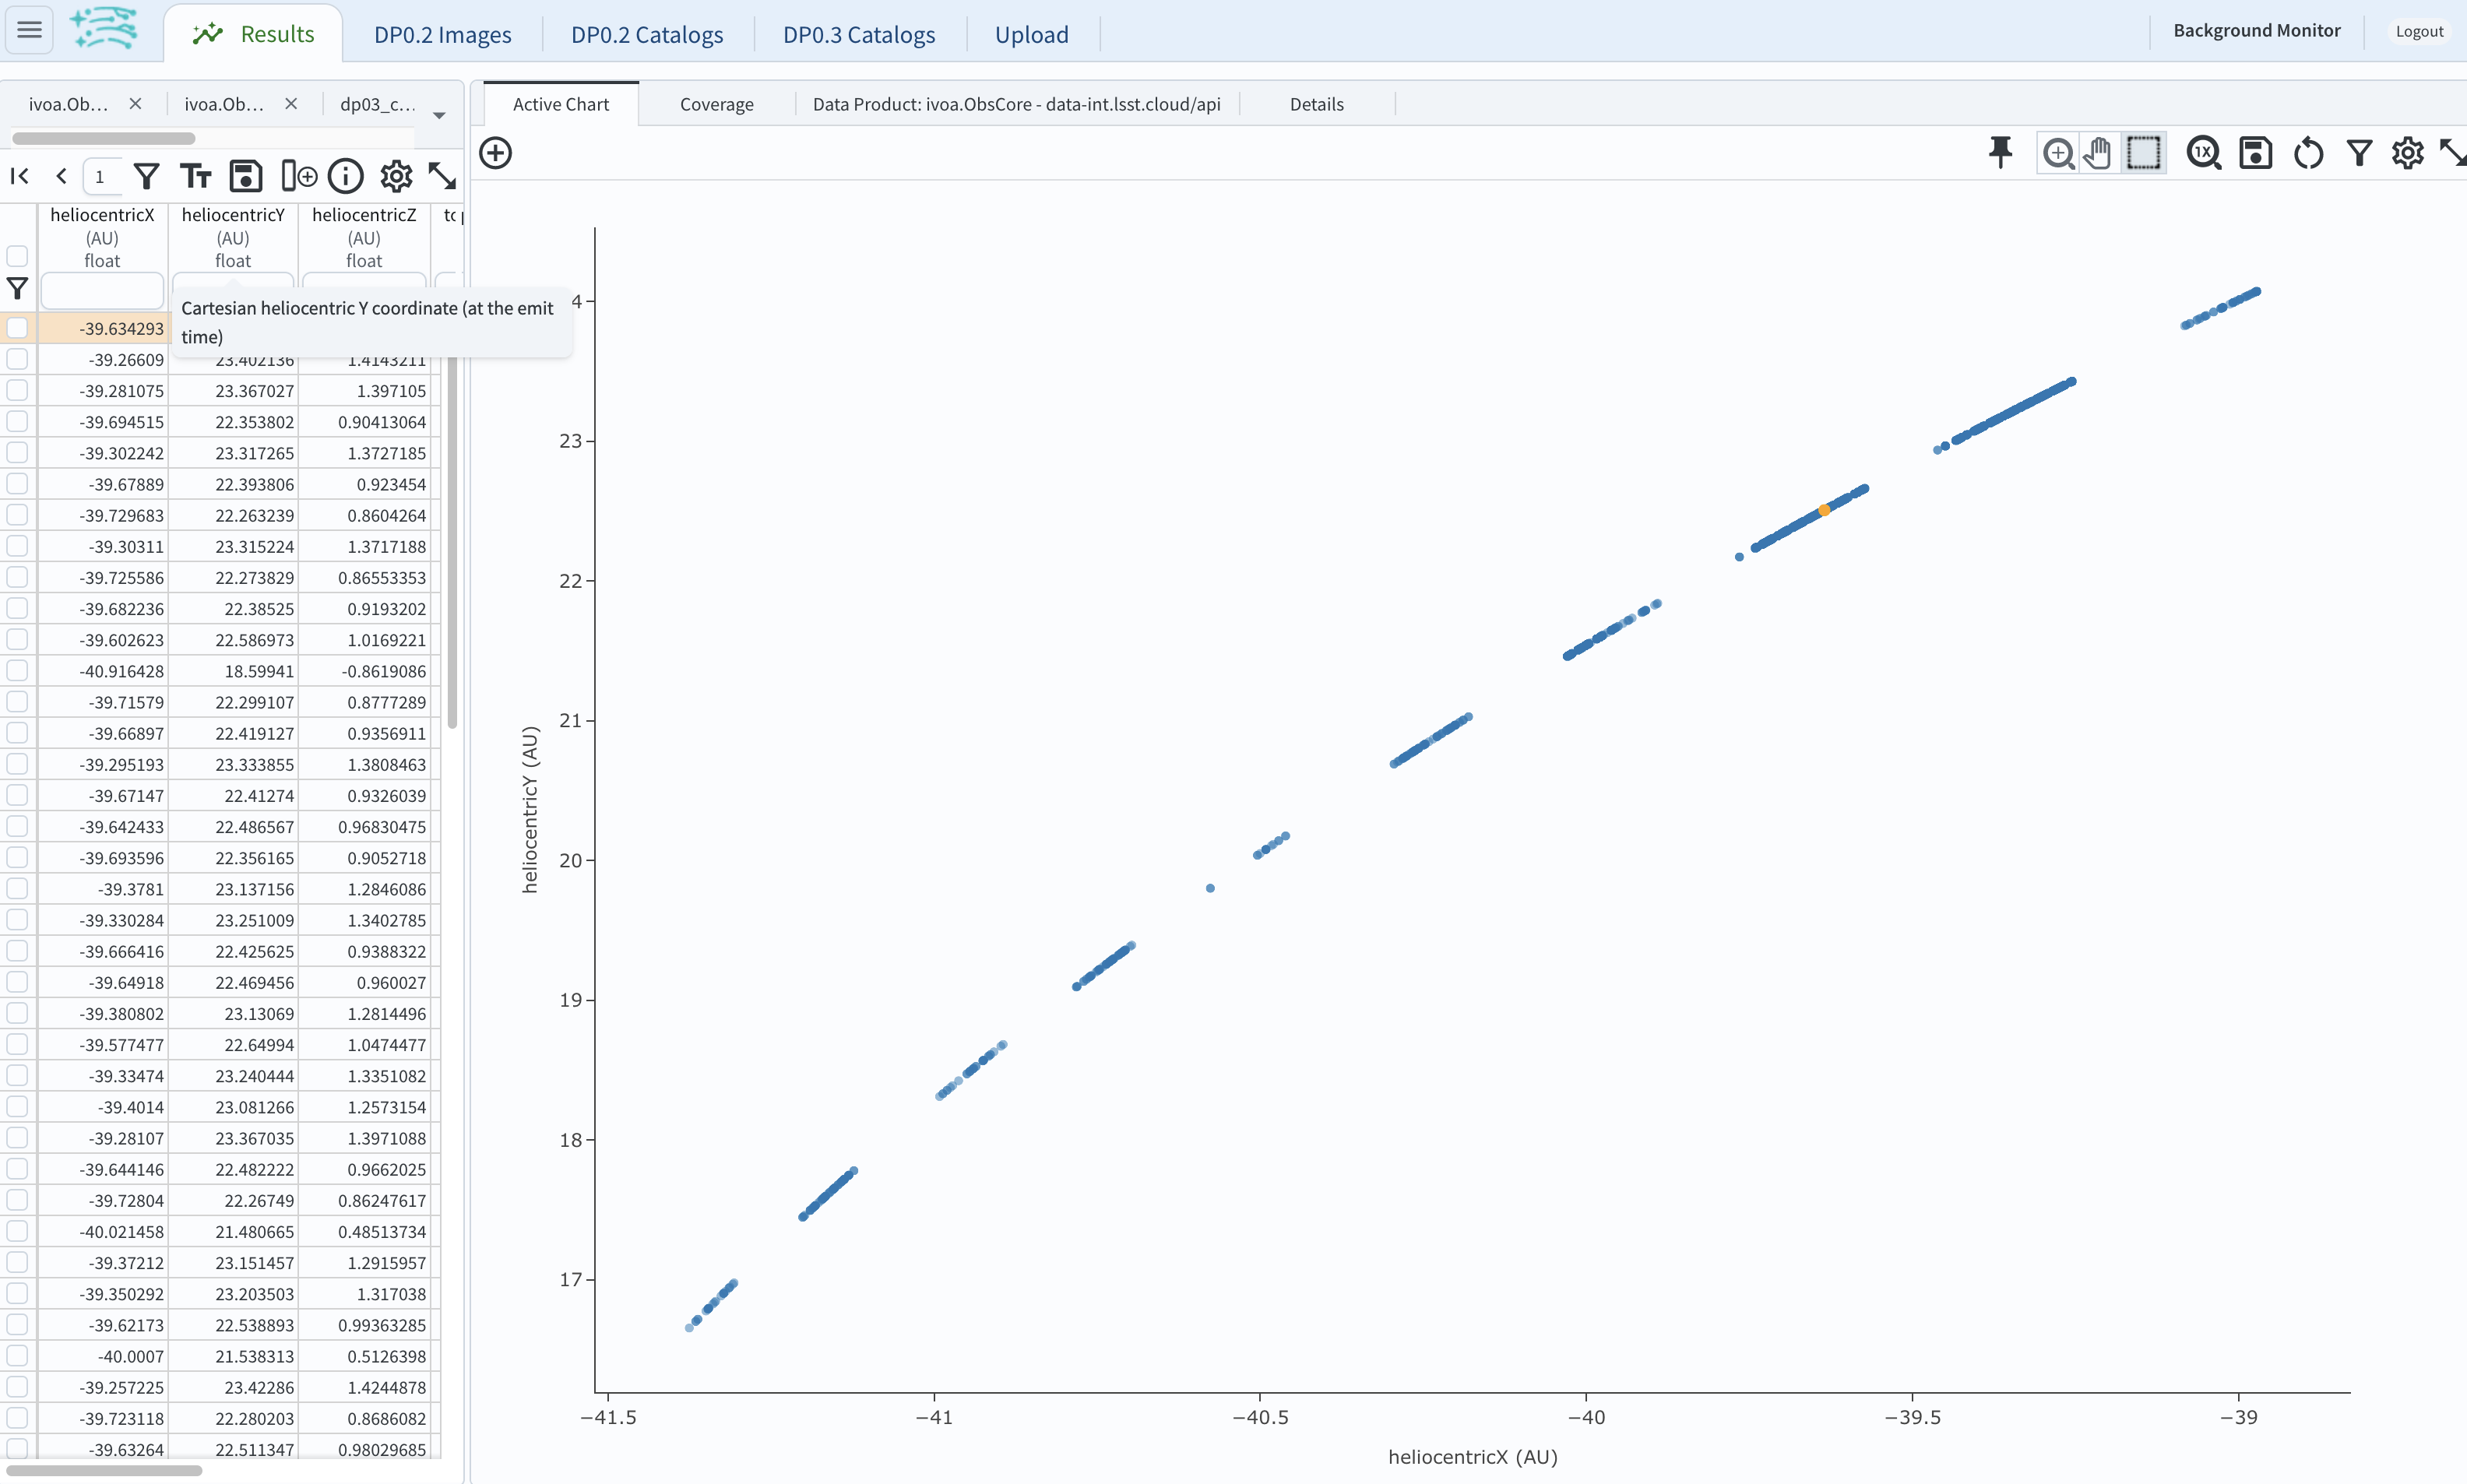 Results
DP0.2 Images
DP0.2 Catalogs
DP0.3 Catalogs
Upload
Background Monitor
Logout
ivoa.Ob...
ivoa.Ob...
dp03_c...
Active Chart
Coverage
Data Product: ivoa.ObsCore - data-int.lsst.cloud/api
Details
1
1X
heliocentricX heliocentricY heliocentricZ
(AU) (AU) (AU)
float float float
Cartesian heliocentric Y coordinate (at the emit
time)
-39.634293
-39.26609 23.402136 1.4143211
-39.281075 23.367027 1.397105
-39.694515 22.353802 0.90413064
-39.302242 23.317265 1.3727185
-39.67889 22.393806 0.923454
-39.729683 22.263239 0.8604264
-39.30311 23.315224 1.3717188
-39.725586 22.273829 0.86553353
-39.682236 22.38525 0.9193202
-39.602623 22.586973 1.0169221
-40.916428 18.59941 -0.8619086
-39.71579 22.299107 0.8777289
-39.66897 22.419127 0.9356911
-39.295193 23.333855 1.3808463
-39.67147 22.41274 0.9326039
-39.642433 22.486567 0.96830475
-39.693596 22.356165 0.9052718
-39.3781 23.137156 1.2846086
-39.330284 23.251009 1.3402785
-39.666416 22.425625 0.9388322
-39.64918 22.469456 0.960027
-39.380802 23.13069 1.2814496
-39.577477 22.64994 1.0474477
-39.33474 23.240444 1.3351082
-39.4014 23.081266 1.2573154
-39.28107 23.367035 1.3971088
-39.644146 22.482222 0.9662025
-39.72804 22.26749 0.86247617
-40.021458 21.480665 0.48513734
-39.37212 23.151457 1.2915957
-39.350292 23.203503 1.317038
-39.62173 22.538893 0.99363285
-40.0007 21.538313 0.5126398
-39.257225 23.42286 1.4244878
-39.723118 22.280203 0.8686082
-39.63264 22.511347 0.98029685
4
23
22
21
20
19
18
17
heliocentricY (AU)
−41.5
−41
−40.5
−40
−39.5
−39
heliocentricX (AU)